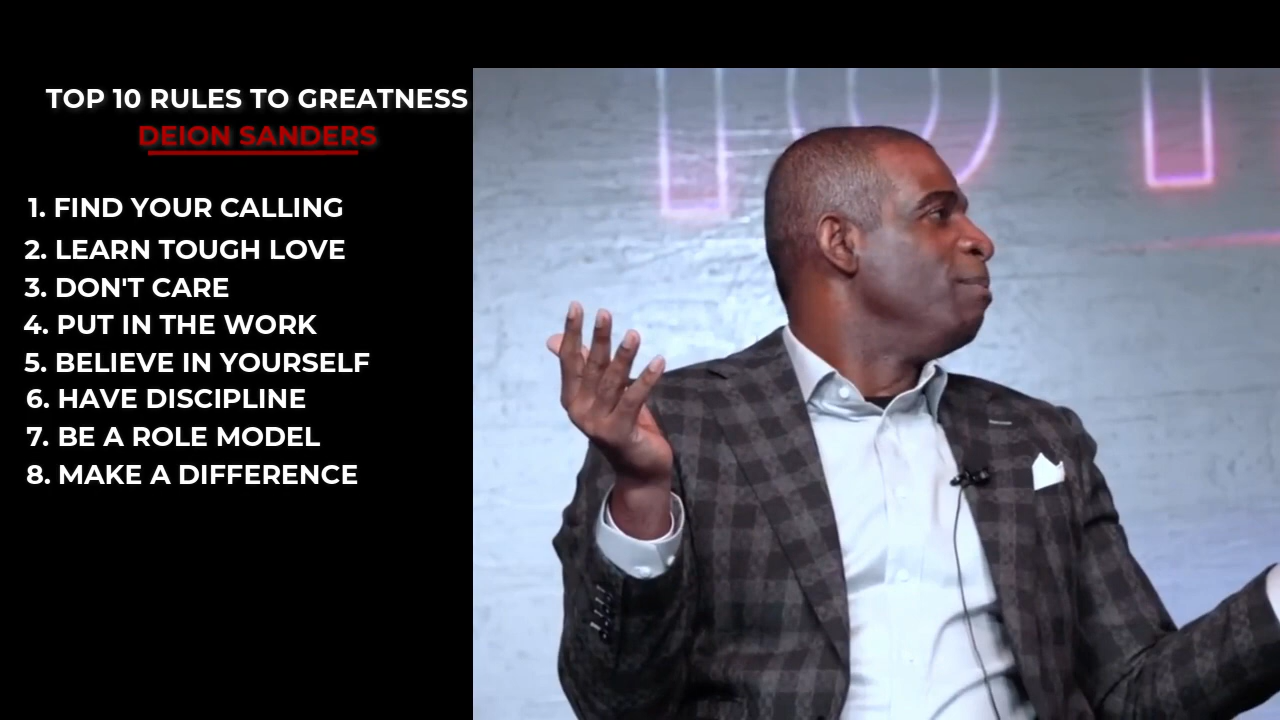 TOP 10 RULES TO GREATNESS
DEION SANDERS
1. FIND YOUR CALLING
2. LEARN TOUGH LOVE
3. DON'T CARE
4. PUT IN THE WORK
5. BELIEVE IN YOURSELF
6. HAVE DISCIPLINE
7. BE A ROLE MODEL
8. MAKE A DIFFERENCE